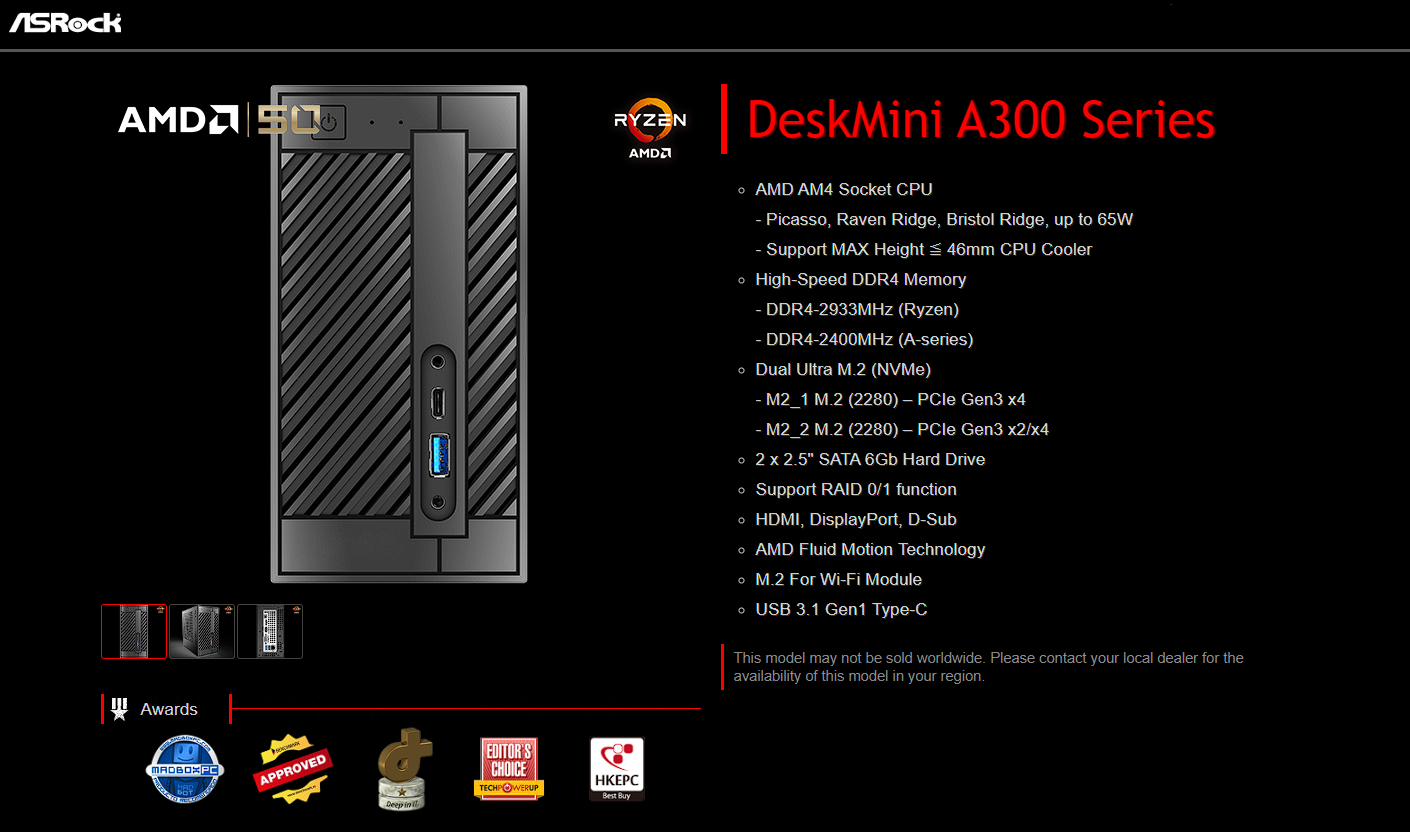 ASRock
AMD 50
RYZEN
AMD
DeskMini A300 Series
AMD AM4 Socket CPU
- Picasso, Raven Ridge, Bristol Ridge, up to 65W
- Support MAX Height ≦ 46mm CPU Cooler
High-Speed DDR4 Memory
- DDR4-2933MHz (Ryzen)
- DDR4-2400MHz (A-series)
Dual Ultra M.2 (NVMe)
- M2_1 M.2 (2280) – PCIe Gen3 x4
- M2_2 M.2 (2280) – PCIe Gen3 x2/x4
2 x 2.5" SATA 6Gb Hard Drive
Support RAID 0/1 function
HDMI, DisplayPort, D-Sub
AMD Fluid Motion Technology
M.2 For Wi-Fi Module
USB 3.1 Gen1 Type-C
This model may not be sold worldwide. Please contact your local dealer for the
availability of this model in your region.
Awards
MADBOXPC
BENCHMARK
APPROVED
Deep in IT
EDITOR'S
CHOICE
TECHPOWERUP
HKEPC
Best Buy